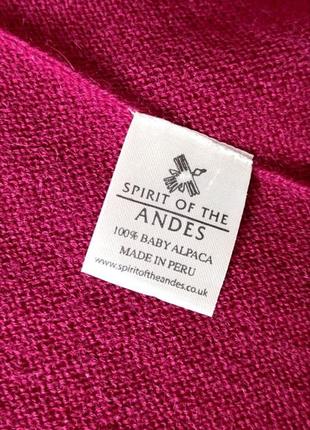 SPIRIT OF THE
ANDES
100% BABY ALPACA
MADE IN PERU
www.spiritoftheandes.co.uk